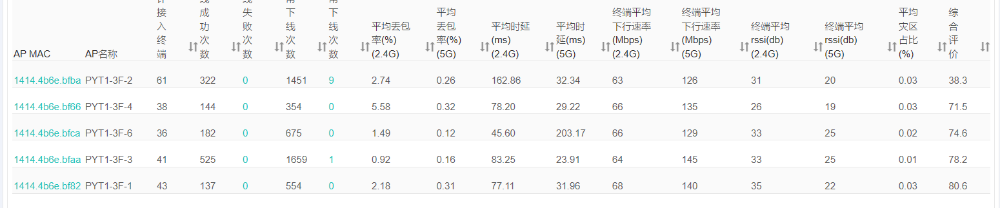 AP MAC AP名称 接入终端 成功次数 失败次数 下线次数 下线次数 平均丢包率(%)(2.4G) 平均丢包率(%)(5G) 平均时延(ms)(2.4G) 平均时延(ms)(5G) 终端平均下行速率(Mbps)(2.4G) 终端平均下行速率(Mbps)(5G) 终端平均rssi(db)(2.4G) 终端平均rssi(db)(5G) 平均灾区占比(%) 综合评价
1414.4b6e.bfba PYT1-3F-2 61 322 0 1451 9 2.74 0.26 162.86 32.34 63 126 31 20 0.03 38.3
1414.4b6e.bf66 PYT1-3F-4 38 144 0 354 0 5.58 0.32 78.20 29.22 66 135 26 19 0.03 71.5
1414.4b6e.bfca PYT1-3F-6 36 182 0 675 0 1.49 0.12 45.60 203.17 66 129 33 25 0.02 74.6
1414.4b6e.bfaa PYT1-3F-3 41 525 0 1659 1 0.92 0.16 83.25 23.91 64 145 33 25 0.01 78.2
1414.4b6e.bf82 PYT1-3F-1 43 137 0 554 0 2.18 0.31 77.11 31.96 68 140 35 22 0.03 80.6